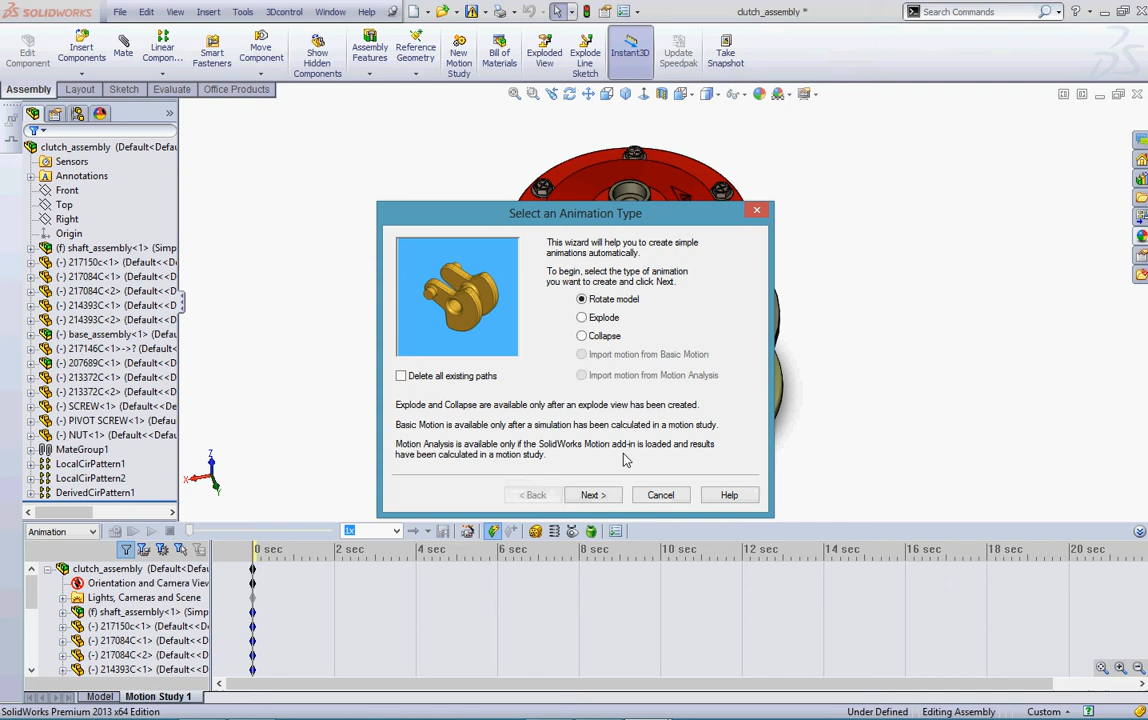 SOLIDWORKS File Edit View Insert Tools 3Dcontrol Window Help clutch_assembly * Search Commands
Edit Component
Insert Components
Mate
Linear Compon...
Smart Fasteners
Move Component
Show Hidden Components
Assembly Features
Reference Geometry
New Motion Study
Bill of Materials
Exploded View
Explode Line Sketch
Instant3D
Update Speedpak
Take Snapshot
Assembly Layout Sketch Evaluate Office Products
clutch_assembly (Default<Defau
Sensors
Annotations
Front
Top
Right
Origin
(f) shaft_assembly<1> (Simp
(-) 217150c<1> (Default<<D
(-) 217084C<1> (Default<<D
(-) 217084C<2> (Default<<D
(-) 214393C<1> (Default<<D
(-) 214393C<2> (Default<<D
(-) base_assembly<1> (Defau
(-) 217146C<1>->? (Default<
(-) 207689C<1> (Default<Def
(-) 213372C<1> (Default<<D
(-) 213372C<2> (Default<<D
(-) SCREW<1> (Default<<De
(-) PIVOT SCREW<1> (Defau
(-) NUT<1> (Default<<Defau
MateGroup1
LocalCirPattern1
LocalCirPattern2
DerivedCirPattern1
Z
X
Y
Select an Animation Type
This wizard will help you to create simple
animations automatically.
To begin, select the type of animation
you want to create and click Next.
Rotate model
Explode
Collapse
Import motion from Basic Motion
Import motion from Motion Analysis
Delete all existing paths
Explode and Collapse are available only after an explode view has been created.
Basic Motion is available only after a simulation has been calculated in a motion study.
Motion Analysis is available only if the SolidWorks Motion add-in is loaded and results
have been calculated in a motion study.
< Back Next > Cancel Help
Animation 1x
0 sec 2 sec 4 sec 6 sec 8 sec 10 sec 12 sec 14 sec 16 sec 18 sec 20 sec
clutch_assembly (Default<Defau
Orientation and Camera View
Lights, Cameras and Scene
(f) shaft_assembly<1> (Simp
(-) 217150c<1> (Default<<D
(-) 217084C<1> (Default<<D
(-) 217084C<2> (Default<<D
(-) 214393C<1> (Default<<D
Model Motion Study 1
SolidWorks Premium 2013 x64 Edition Under Defined Editing Assembly Custom